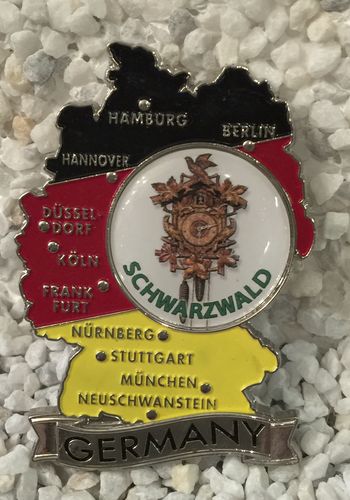 HAMBURG
BERLIN
HANNOVER
DÜSSEL-
DORF
KÖLN
FRANK
FURT
SCHWARZWALD
NÜRNBERG
STUTTGART
MÜNCHEN
NEUSCHWANSTEIN
GERMANY